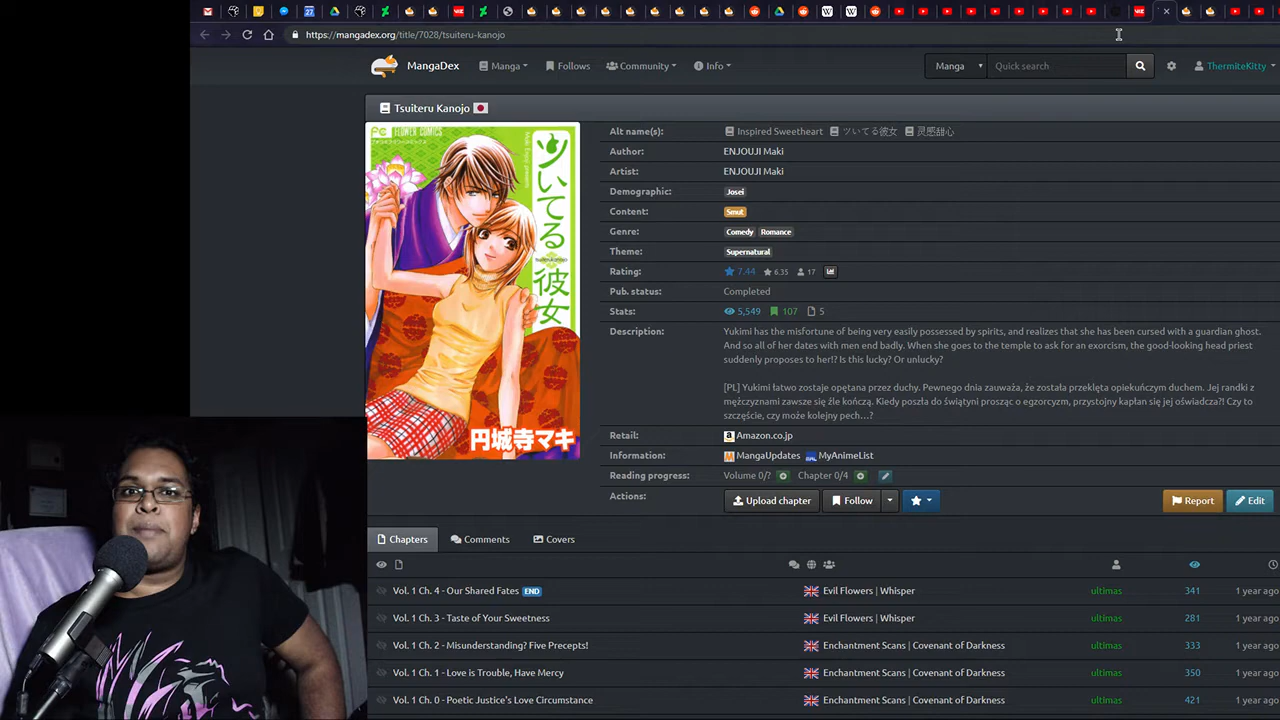 https://mangadex.org/title/7028/tsuiteru-kanojo
MangaDex Manga Follows Community Info Manga Quick search ThermiteKitty
Tsuiteru Kanojo
FLOWER COMICS
ツいてる彼女
円城寺マキ
Alt name(s): Inspired Sweetheart ツいてる彼女 灵感甜心
Author: ENJOUJI Maki
Artist: ENJOUJI Maki
Demographic: Josei
Content: Smut
Genre: Comedy Romance
Theme: Supernatural
Rating: 7.44 6.35 17
Pub. status: Completed
Stats: 5,549 107 5
Description: Yukimi has the misfortune of being very easily possessed by spirits, and realizes that she has been cursed with a guardian ghost.
And so all of her dates with men end badly. When she goes to the temple to ask for an exorcism, the good-looking head priest
suddenly proposes to her!? Is this lucky? Or unlucky?
[PL] Yukimi łatwo zostaje opętana przez duchy. Pewnego dnia zauważa, że została przeklęta opiekuńczym duchem. Jej randki z
mężczyznami zawsze się źle kończą. Kiedy poszła do świątyni prosząc o egzorcyzm, przystojny kapłan się jej oświadcza?! Czy to
szczęście, czy może kolejny pech...?
Retail: Amazon.co.jp
Information: MangaUpdates MyAnimeList
Reading progress: Volume 0/? Chapter 0/4
Actions: Upload chapter Follow Report Edit
Chapters Comments Covers
Vol. 1 Ch. 4 - Our Shared Fates END Evil Flowers | Whisper ultimas 341 1 year ago
Vol. 1 Ch. 3 - Taste of Your Sweetness Evil Flowers | Whisper ultimas 281 1 year ago
Vol. 1 Ch. 2 - Misunderstanding? Five Precepts! Enchantment Scans | Covenant of Darkness ultimas 333 1 year ago
Vol. 1 Ch. 1 - Love is Trouble, Have Mercy Enchantment Scans | Covenant of Darkness ultimas 350 1 year ago
Vol. 1 Ch. 0 - Poetic Justice's Love Circumstance Enchantment Scans | Covenant of Darkness ultimas 421 1 year ago